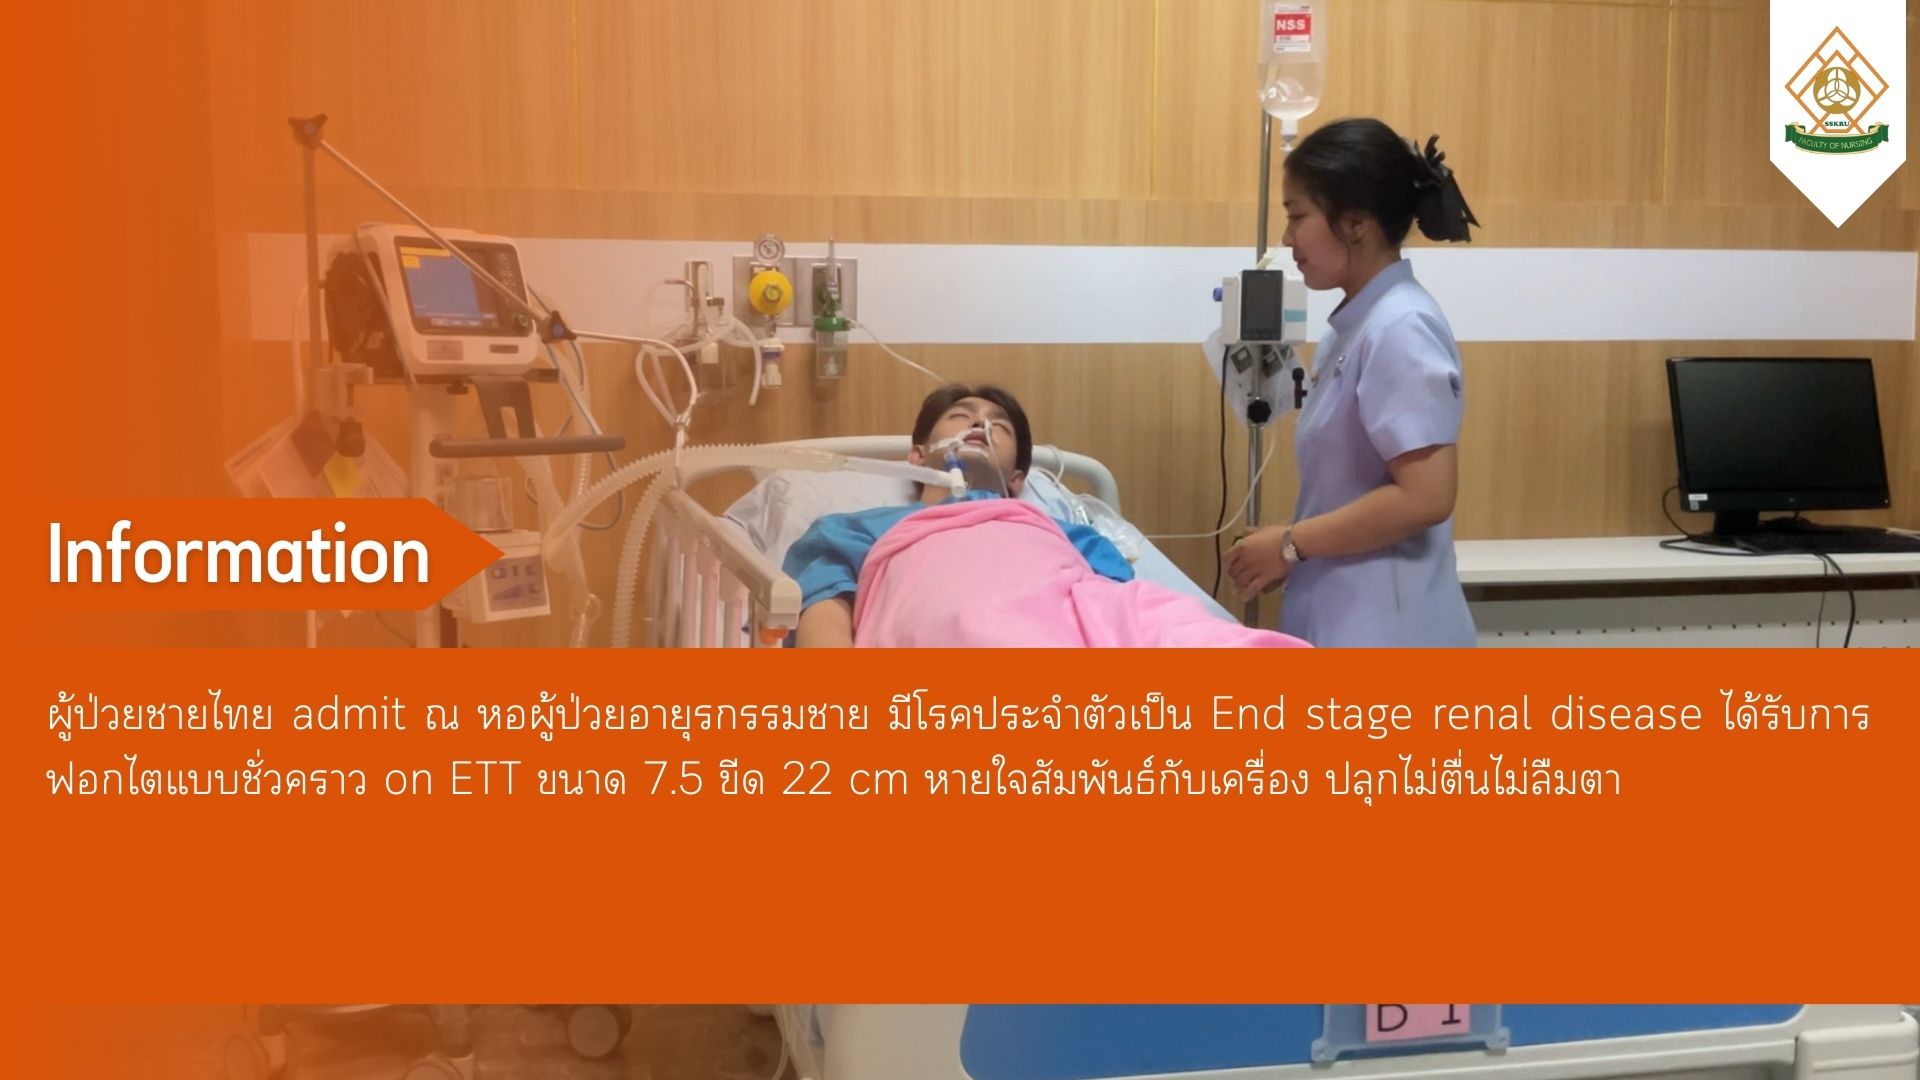 NSS
SSKRU
FACULTY OF NURSING
Information
ผู้ป่วยชายไทย admit ณ หอผู้ป่วยอายุรกรรมชาย มีโรคประจำตัวเป็น End stage renal disease ได้รับการ
ฟอกไตแบบชั่วคราว on ETT ขนาด 7.5 ขีด 22 cm หายใจสัมพันธ์กับเครื่อง ปลุกไม่ตื่นไม่ลืมตา
B 1